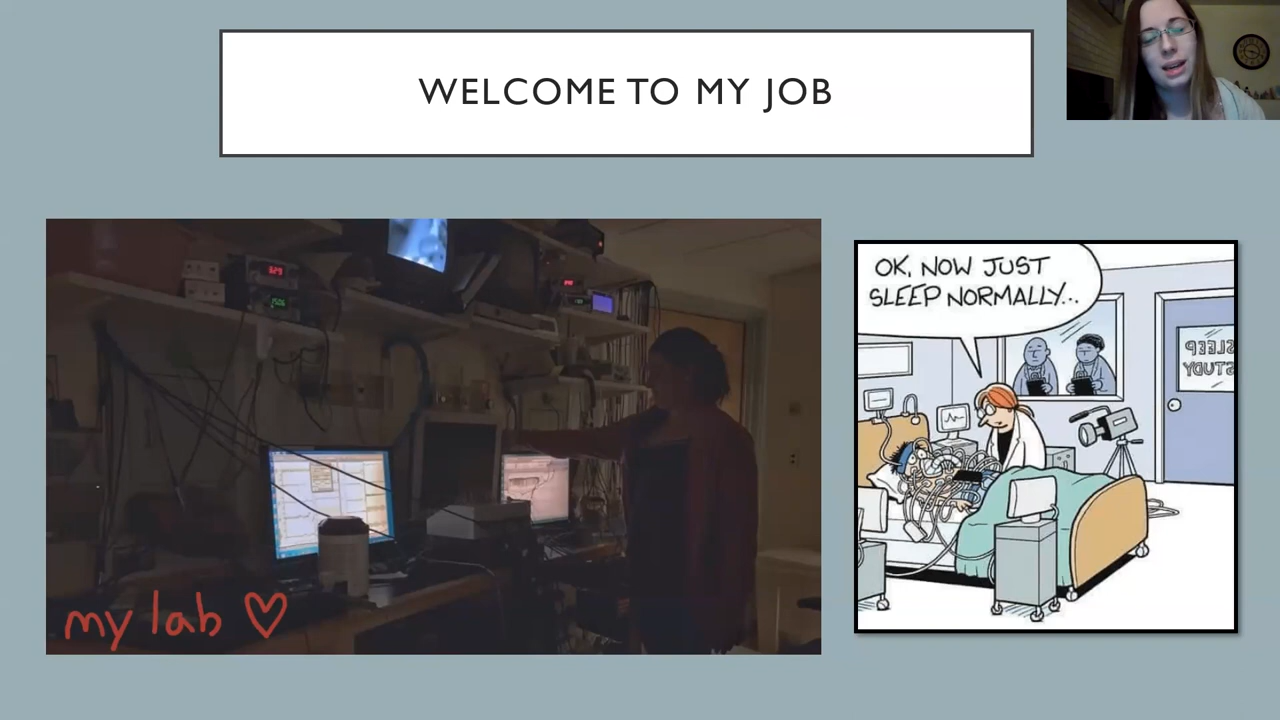 WELCOME TO MY JOB
OK, NOW JUST
SLEEP NORMALLY...
SLEEP
STUDY
my lab ♡